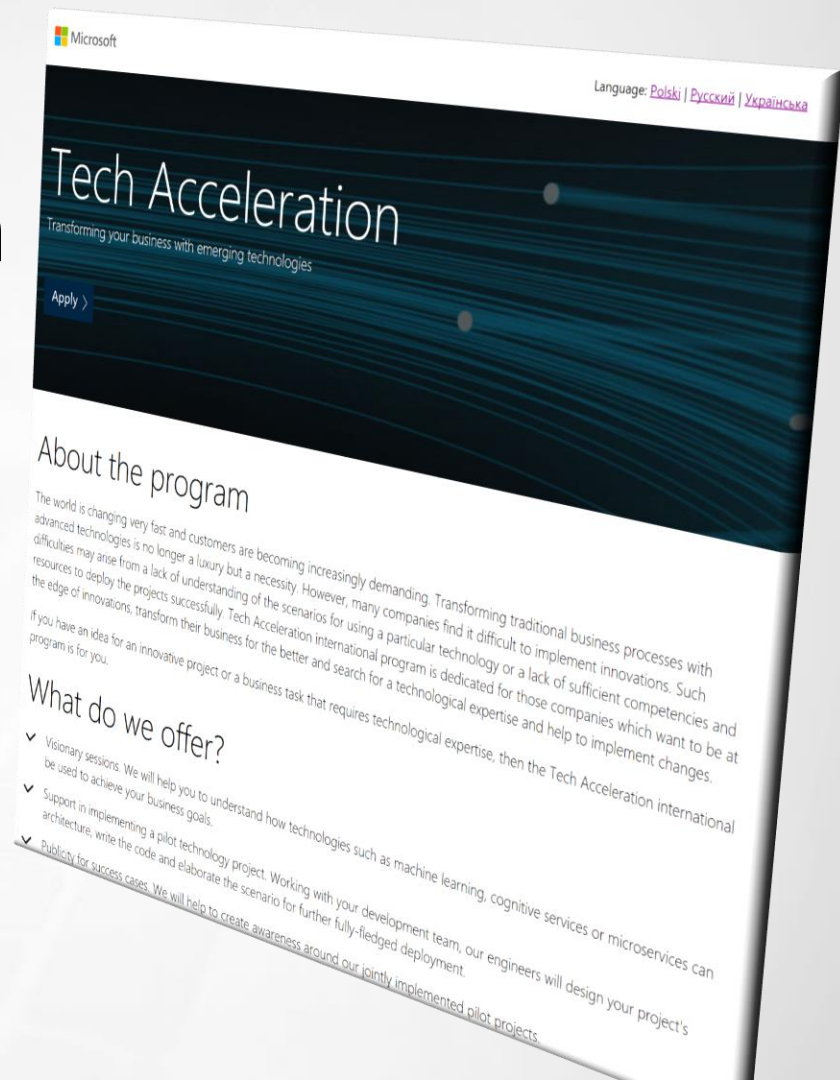 Microsoft
Language: Polski | Русский | Українська
Tech Acceleration
Transforming your business with emerging technologies
Apply 〉
About the program
The world is changing very fast and customers are becoming increasingly demanding. Transforming traditional business processes with
advanced technologies is no longer a luxury but a necessity. However, many companies find it difficult to implement innovations. Such
difficulties may arise from a lack of understanding of the scenarios for using a particular technology or a lack of sufficient competencies and
resources to deploy the projects successfully. Tech Acceleration international program is dedicated for those companies which want to be at
the edge of innovations, transform their business for the better and search for a technological expertise and help to implement changes.
If you have an idea for an innovative project or a business task that requires technological expertise, then the Tech Acceleration international
program is for you.
What do we offer?
Visionary sessions. We will help you to understand how technologies such as machine learning, cognitive services or microservices can
be used to achieve your business goals.
Support in implementing a pilot technology project. Working with your development team, our engineers will design your project's
architecture, write the code and elaborate the scenario for further fully-fledged deployment.
Publicity for success cases. We will help to create awareness around our jointly implemented pilot projects.